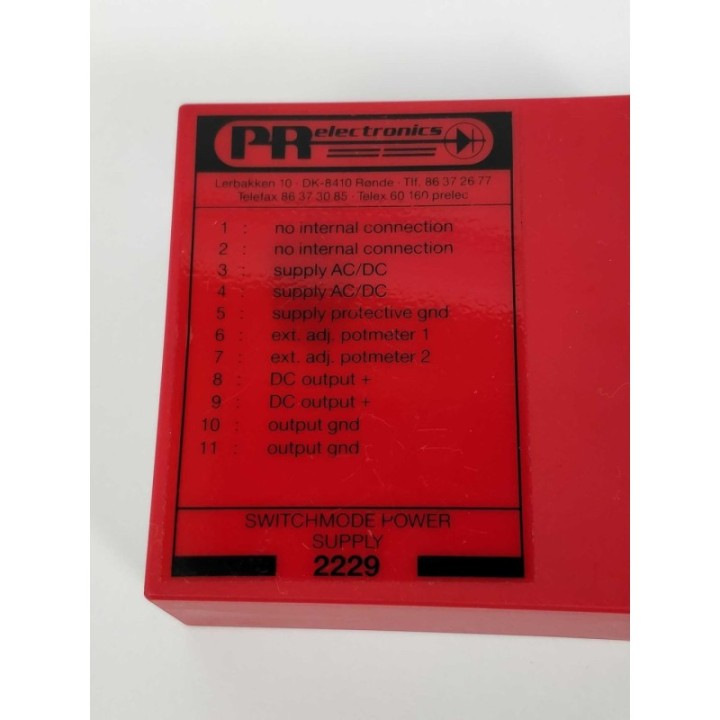 PR electronics
Lerbakken 10 · DK-8410 Rønde · Tlf. 86 37 26 77
Telefax 86 37 30 85 · Telex 60 160 prelec
1 : no internal connection
2 : no internal connection
3 : supply AC/DC
4 : supply AC/DC
5 : supply protective gnd
6 : ext. adj. potmeter 1
7 : ext. adj. potmeter 2
8 : DC output +
9 : DC output +
10 : output gnd
11 : output gnd
SWITCHMODE POWER
SUPPLY
2229